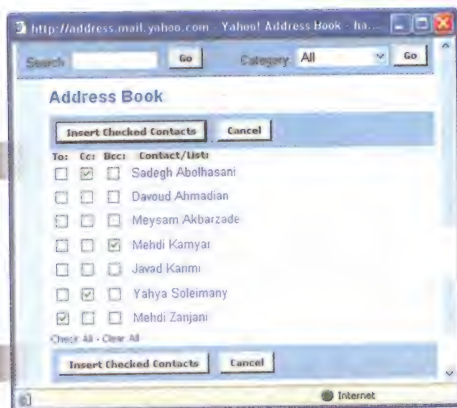 http://address.mail.yahoo.com - Yahoo! Address Book - ha...
Search Go Category All Go
Address Book
Insert Checked Contacts Cancel
To: Cc: Bcc: Contact/List:
Sadegh Abolhasani
Davoud Ahmadian
Meysam Akbarzade
Mehdi Kamyar
Javad Karimi
Yahya Soleimany
Mehdi Zanjani
Check All - Clear All
Insert Checked Contacts Cancel
Internet